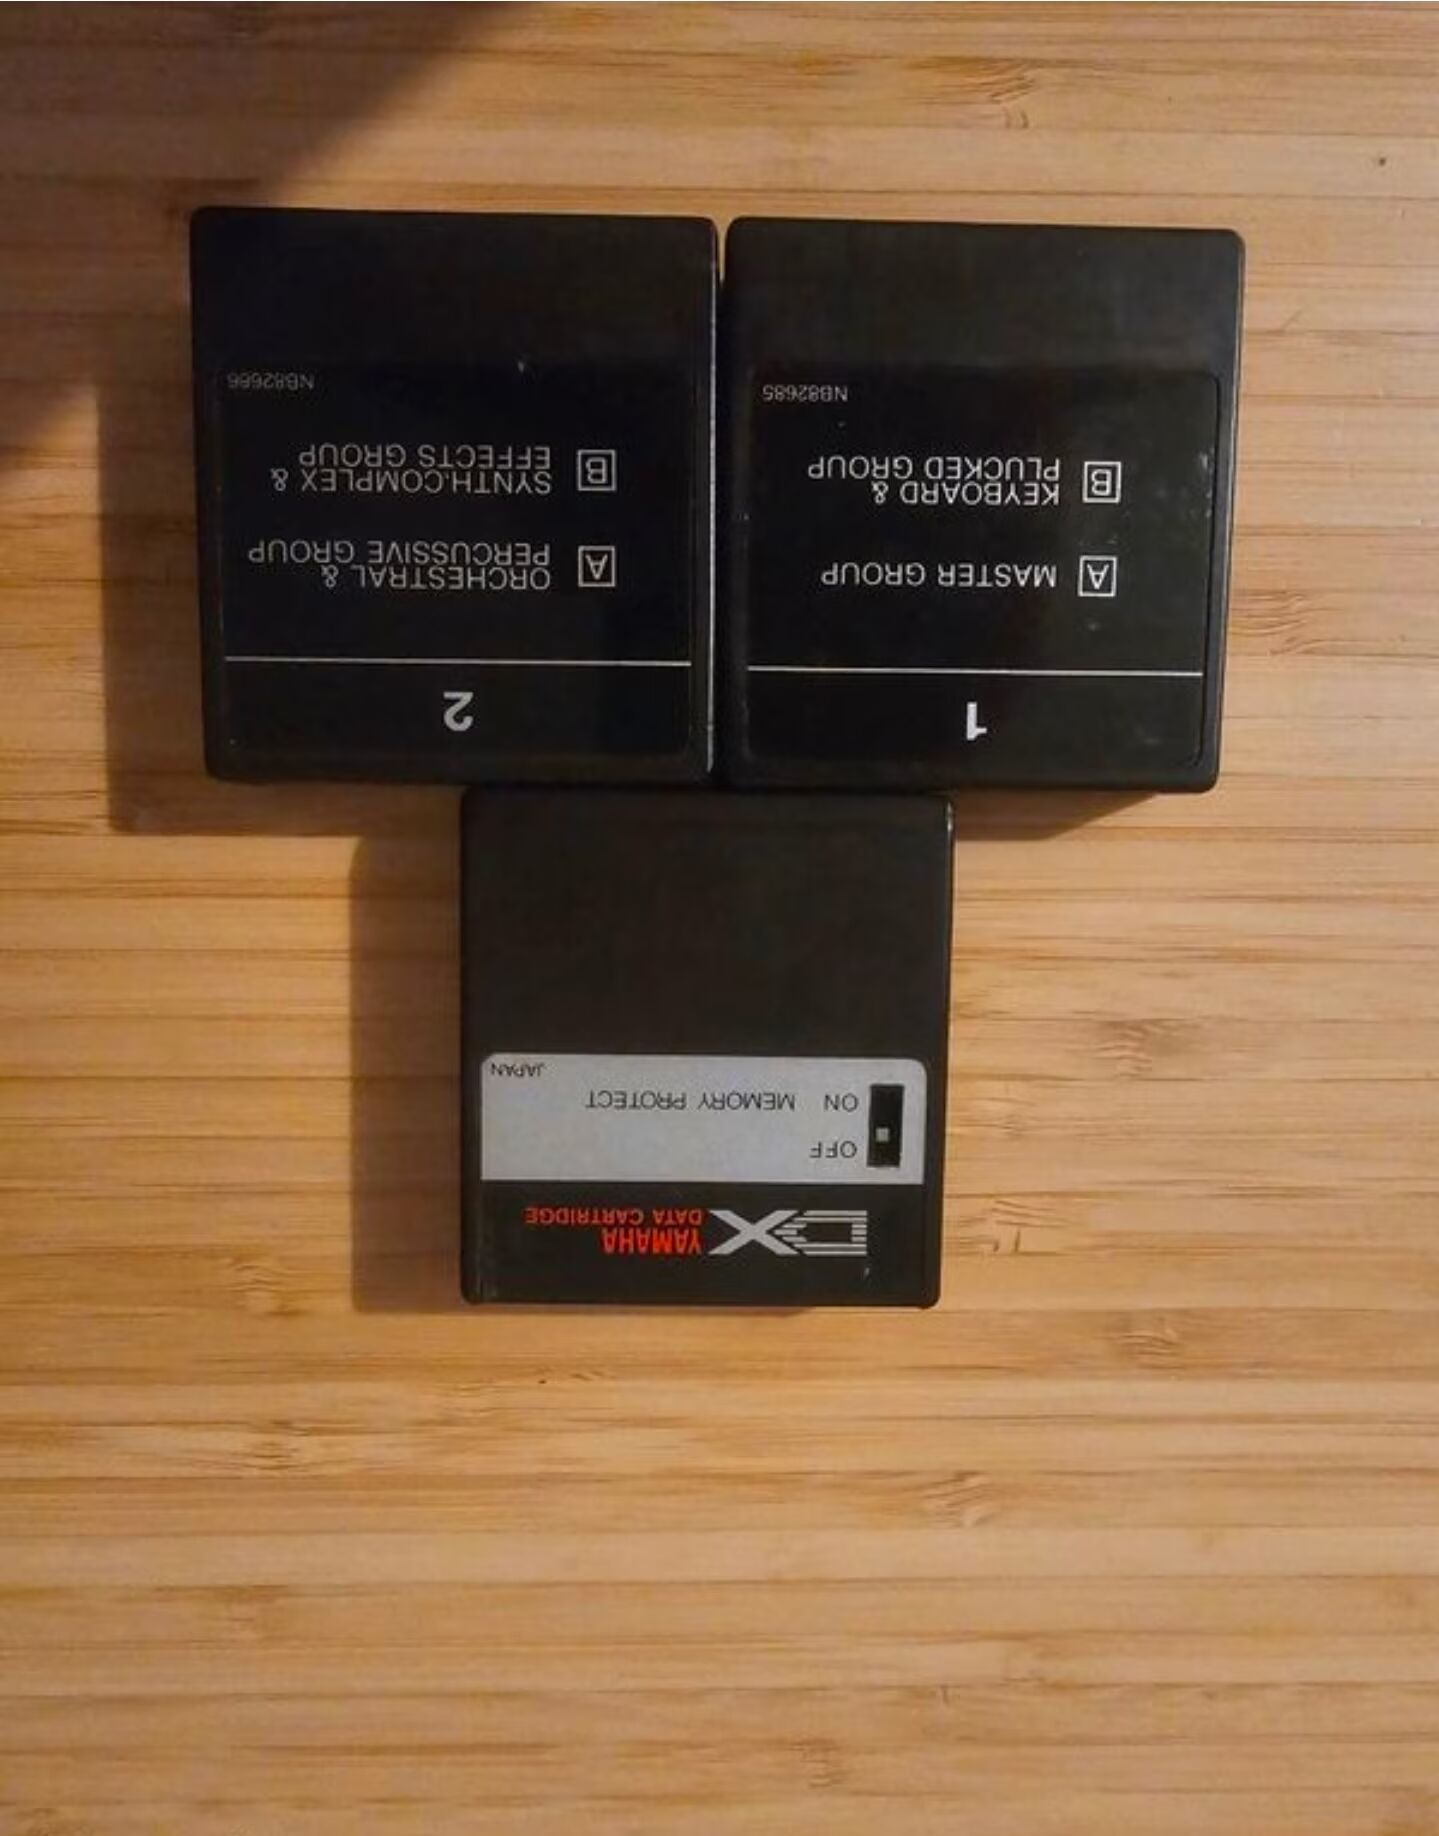 DX YAMAHA
DATA CARTRIDGE
OFF
ON MEMORY PROTECT
JAPAN
1
A MASTER GROUP
B KEYBOARD &
PLUCKED GROUP
NB82685
2
A ORCHESTRAL &
PERCUSSIVE GROUP
B SYNTH.COMPLEX &
EFFECTS GROUP
NB82686